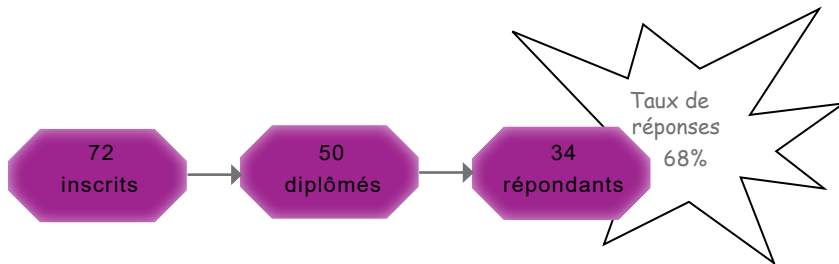 72
inscrits
50
diplômés
34
répondants
Taux de
réponses
68%